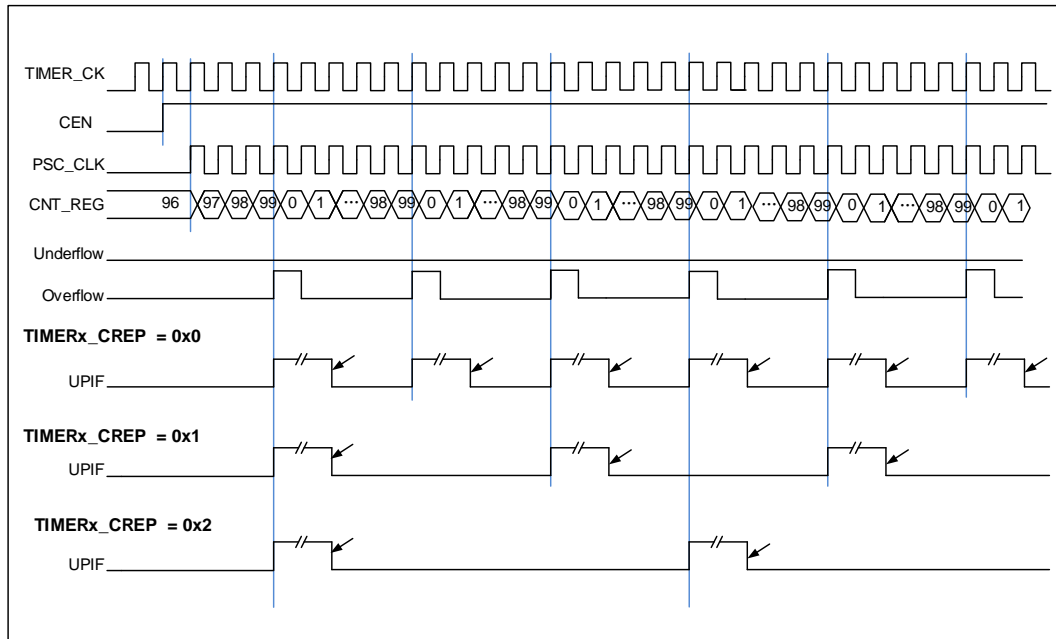 TIMER_CK
CEN
PSC_CLK
CNT_REG 96 97 98 99 0 1 ... 98 99 0 1 ... 98 99 0 1 ... 98 99 0 1 ... 98 99 0 1 ... 98 99 0 1
Underflow
Overflow
TIMERx_CREP = 0x0
UPIF
TIMERx_CREP = 0x1
UPIF
TIMERx_CREP = 0x2
UPIF